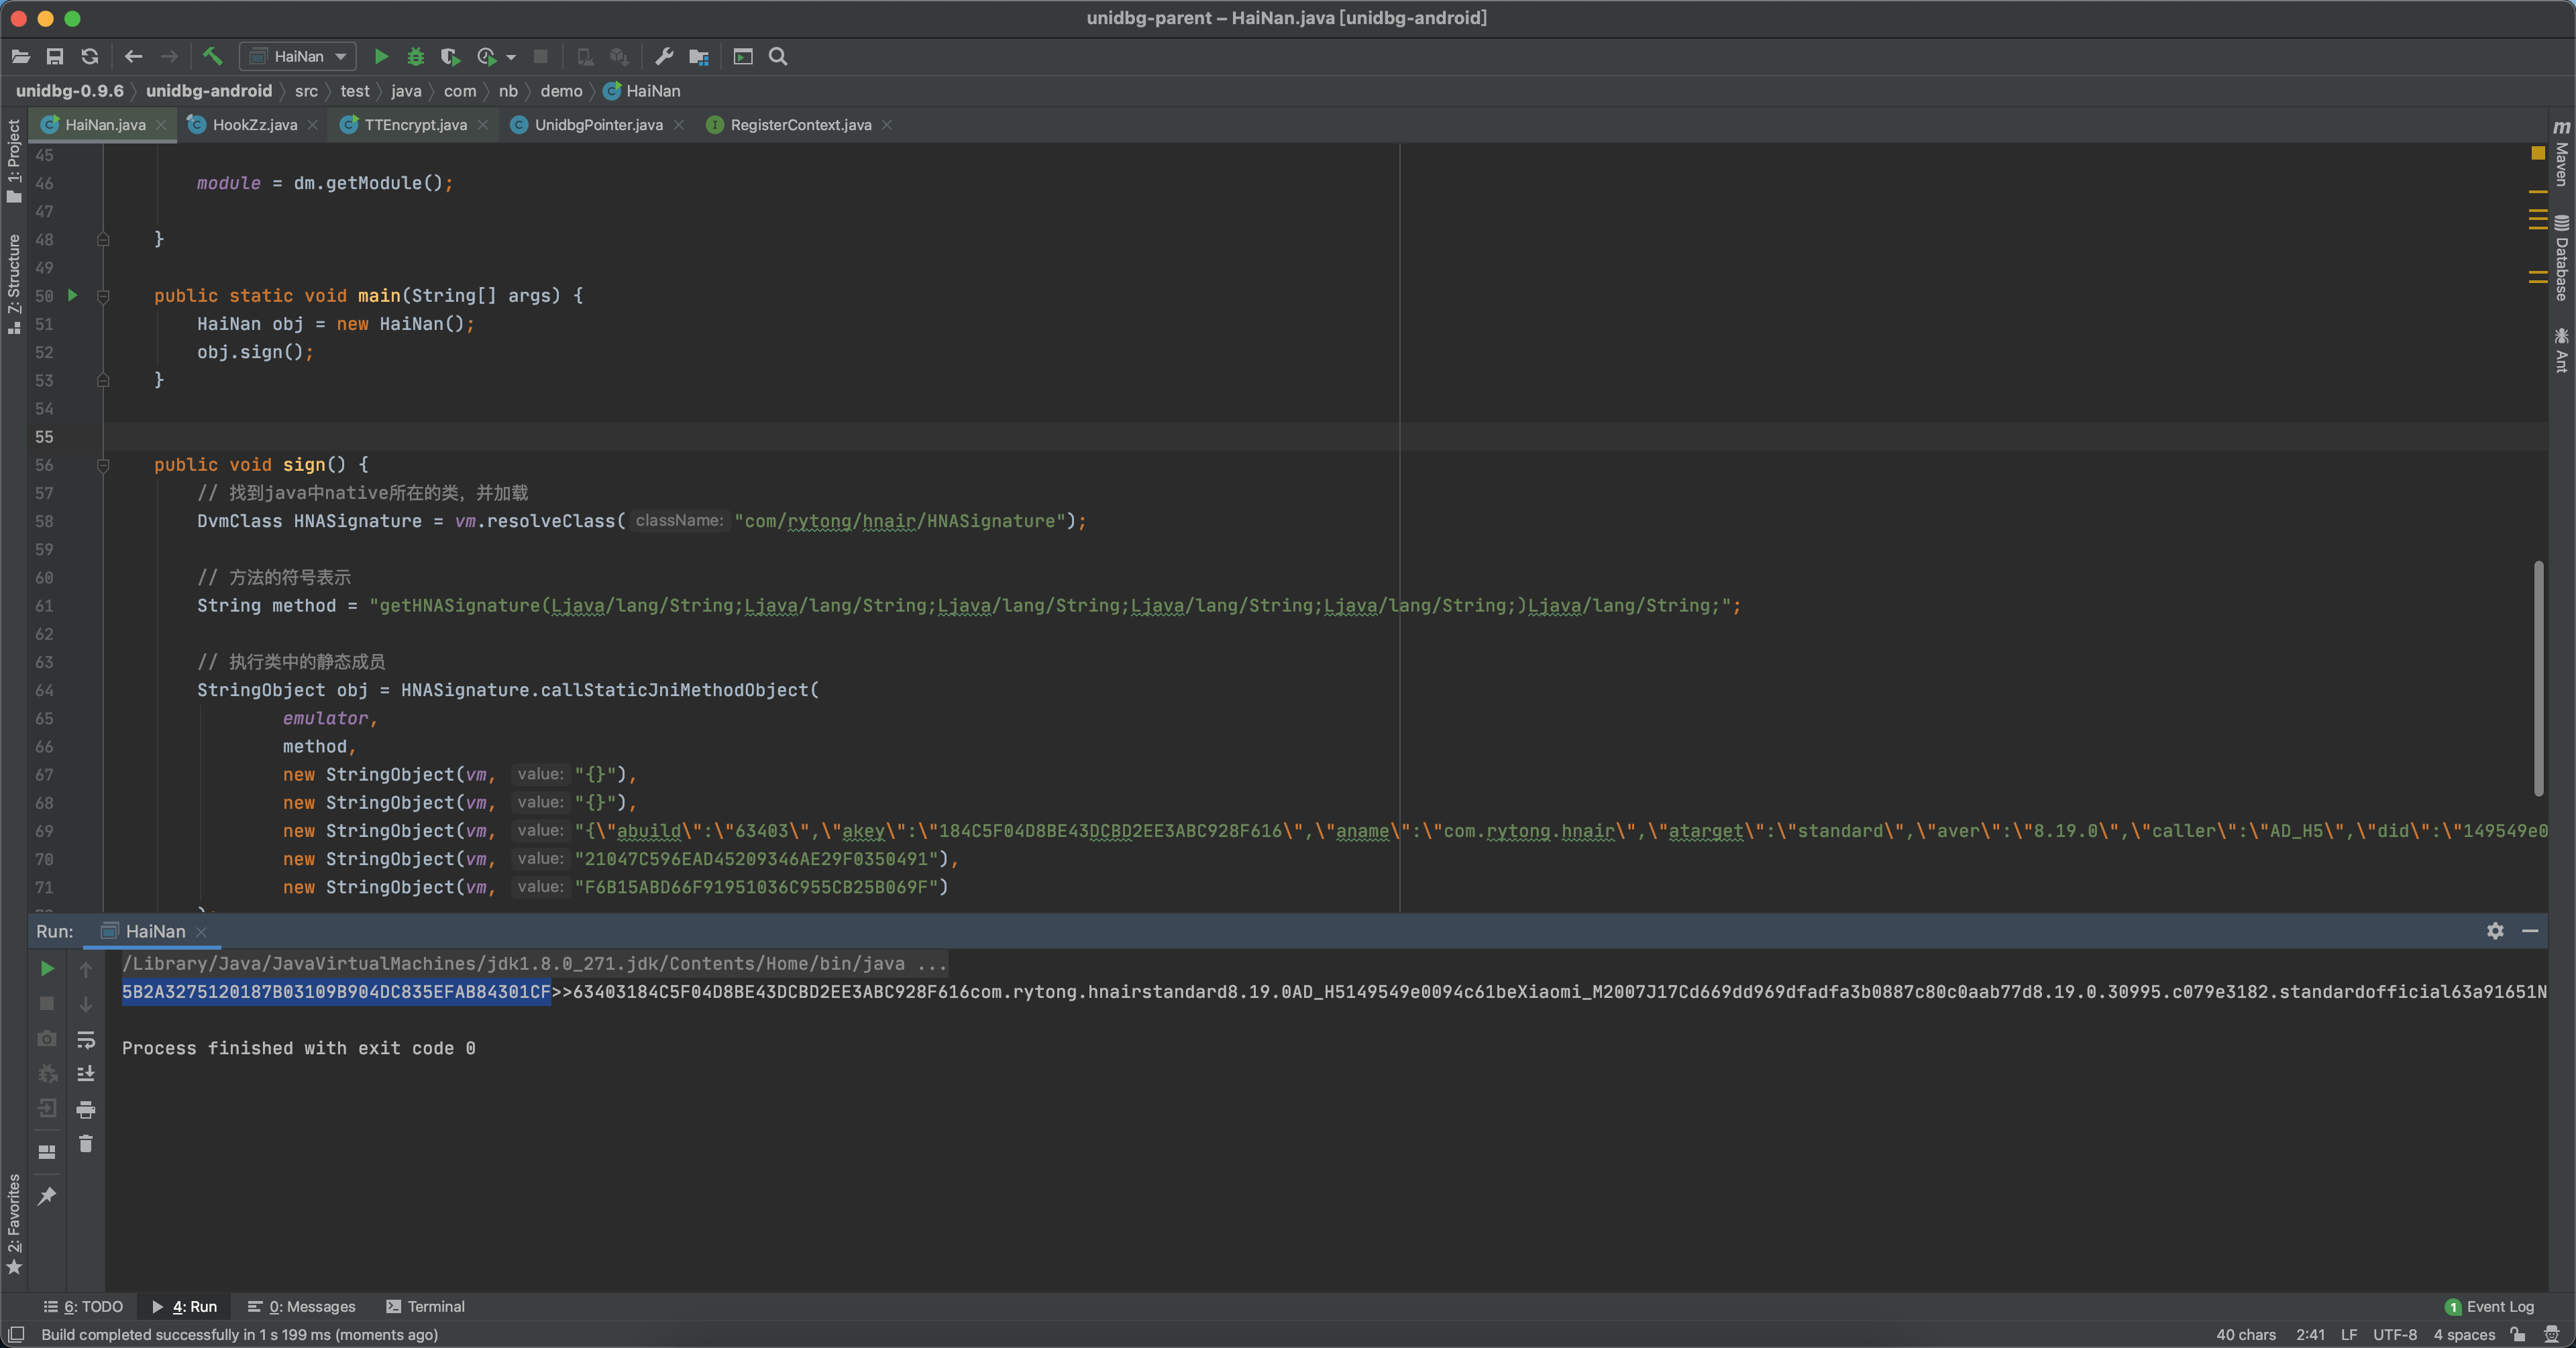 unidbg-parent – HaiNan.java [unidbg-android]
HaiNan
unidbg-0.9.6 unidbg-android src test java com nb demo HaiNan
HaiNan.java HookZz.java TTEncrypt.java UnidbgPointer.java RegisterContext.java
1: Project
Z: Structure
2: Favorites
m Maven
Database
Ant
45
46 module = dm.getModule();
47
48 }
49
50 public static void main(String[] args) {
51 HaiNan obj = new HaiNan();
52 obj.sign();
53 }
54
55
56 public void sign() {
57 // 找到java中native所在的类，并加载
58 DvmClass HNASignature = vm.resolveClass( className: "com/rytong/hnair/HNASignature");
59
60 // 方法的符号表示
61 String method = "getHNASignature(Ljava/lang/String;Ljava/lang/String;Ljava/lang/String;Ljava/lang/String;Ljava/lang/String;)Ljava/lang/String;";
62
63 // 执行类中的静态成员
64 StringObject obj = HNASignature.callStaticJniMethodObject(
65 emulator,
66 method,
67 new StringObject(vm, value: "{}"),
68 new StringObject(vm, value: "{}"),
69 new StringObject(vm, value: "{\"abuild\":\"63403\",\"akey\":\"184C5F04D8BE43DCBD2EE3ABC928F616\",\"aname\":\"com.rytong.hnair\",\"atarget\":\"standard\",\"aver\":\"8.19.0\",\"caller\":\"AD_H5\",\"did\":\"149549e0
70 new StringObject(vm, value: "21047C596EAD45209346AE29F0350491"),
71 new StringObject(vm, value: "F6B15ABD66F91951036C955CB25B069F")
Run: HaiNan
/Library/Java/JavaVirtualMachines/jdk1.8.0_271.jdk/Contents/Home/bin/java ...
5B2A3275120187B03109B904DC835EFAB84301CF>>63403184C5F04D8BE43DCBD2EE3ABC928F616com.rytong.hnairstandard8.19.0AD_H5149549e0094c61beXiaomi_M2007J17Cd669dd969dfadfa3b0887c80c0aab77d8.19.0.30995.c079e3182.standardofficial63a91651N
Process finished with exit code 0
6: TODO 4: Run 0: Messages Terminal 1 Event Log
Build completed successfully in 1 s 199 ms (moments ago) 40 chars 2:41 LF UTF-8 4 spaces